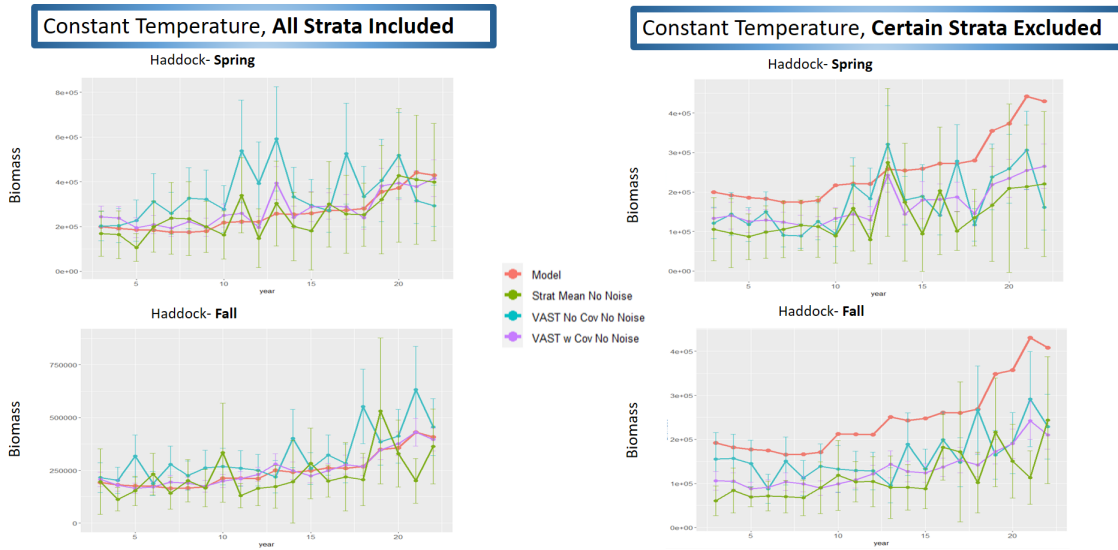 Constant Temperature, All Strata Included
Haddock- Spring
8e+05
6e+05
4e+05
2e+05
0e+00
Biomass
5
10
15
20
year
Haddock- Fall
750000
500000
250000
0
Biomass
5
10
15
20
year
Model
Strat Mean No Noise
VAST No Cov No Noise
VAST w Cov No Noise
Constant Temperature, Certain Strata Excluded
Haddock- Spring
4e+05
3e+05
2e+05
1e+05
0e+00
Biomass
5
10
15
20
year
Haddock- Fall
4e+05
3e+05
2e+05
1e+05
0e+00
Biomass
5
10
15
20
year